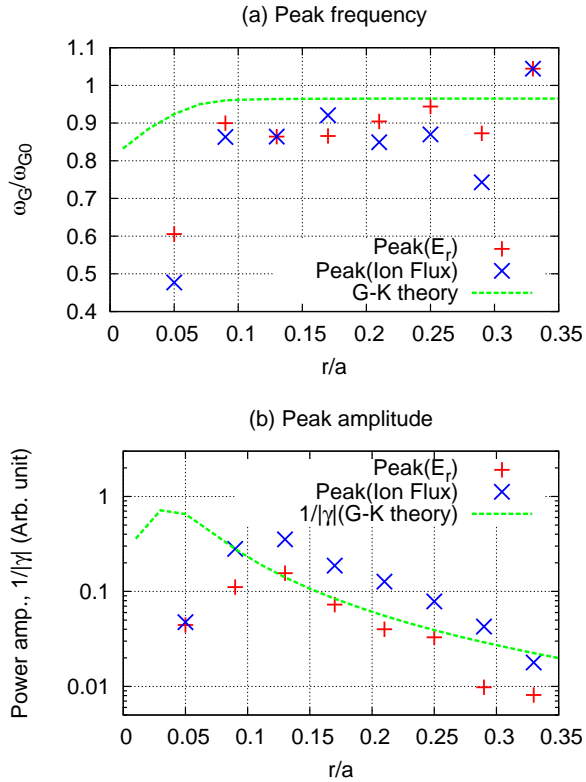 (a) Peak frequency
1.1
1
0.9
0.8
0.7
0.6
0.5
0.4
ω_G/ω_G0
Peak(E_r)
Peak(Ion Flux)
G-K theory
0 0.05 0.1 0.15 0.2 0.25 0.3 0.35
r/a
(b) Peak amplitude
1
0.1
0.01
Power amp., 1/|γ| (Arb. unit)
Peak(E_r)
Peak(Ion Flux)
1/|γ|(G-K theory)
0 0.05 0.1 0.15 0.2 0.25 0.3 0.35
r/a